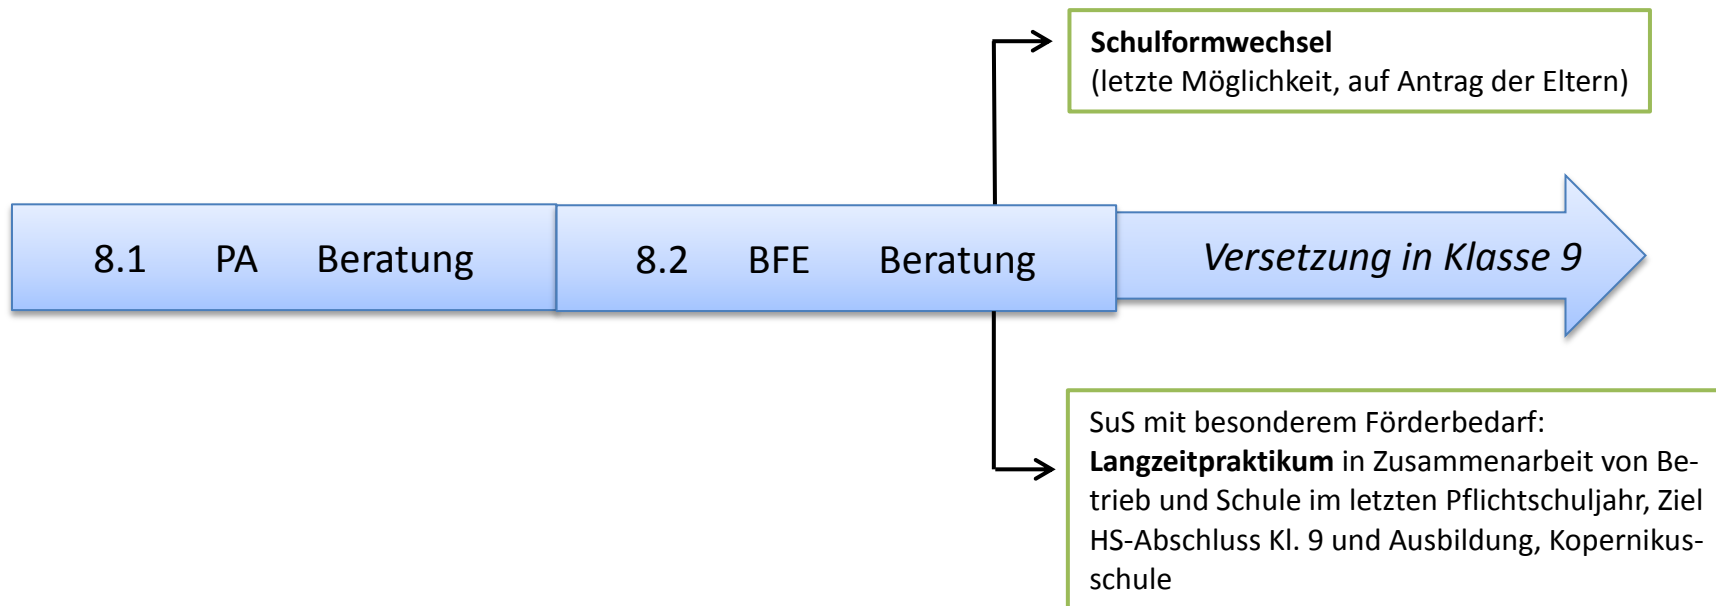 Schulformwechsel
(letzte Möglichkeit, auf Antrag der Eltern)
8.1 PA Beratung
8.2 BFE Beratung
Versetzung in Klasse 9
SuS mit besonderem Förderbedarf:
Langzeitpraktikum in Zusammenarbeit von Be-
trieb und Schule im letzten Pflichtschuljahr, Ziel
HS-Abschluss Kl. 9 und Ausbildung, Kopernikus-
schule